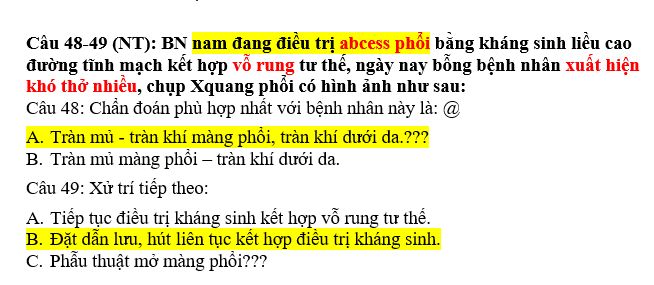 Câu 48-49 (NT): BN nam đang điều trị abcess phổi bằng kháng sinh liều cao
đường tĩnh mạch kết hợp vỗ rung tư thế, ngày nay bỗng bệnh nhân xuất hiện
khó thở nhiều, chụp Xquang phổi có hình ảnh như sau:
Câu 48: Chẩn đoán phù hợp nhất với bệnh nhân này là: @
A. Tràn mủ - tràn khí màng phổi, tràn khí dưới da.???
B. Tràn mủ màng phổi – tràn khí dưới da.
Câu 49: Xử trí tiếp theo:
A. Tiếp tục điều trị kháng sinh kết hợp vỗ rung tư thế.
B. Đặt dẫn lưu, hút liên tục kết hợp điều trị kháng sinh.
C. Phẫu thuật mở màng phổi???